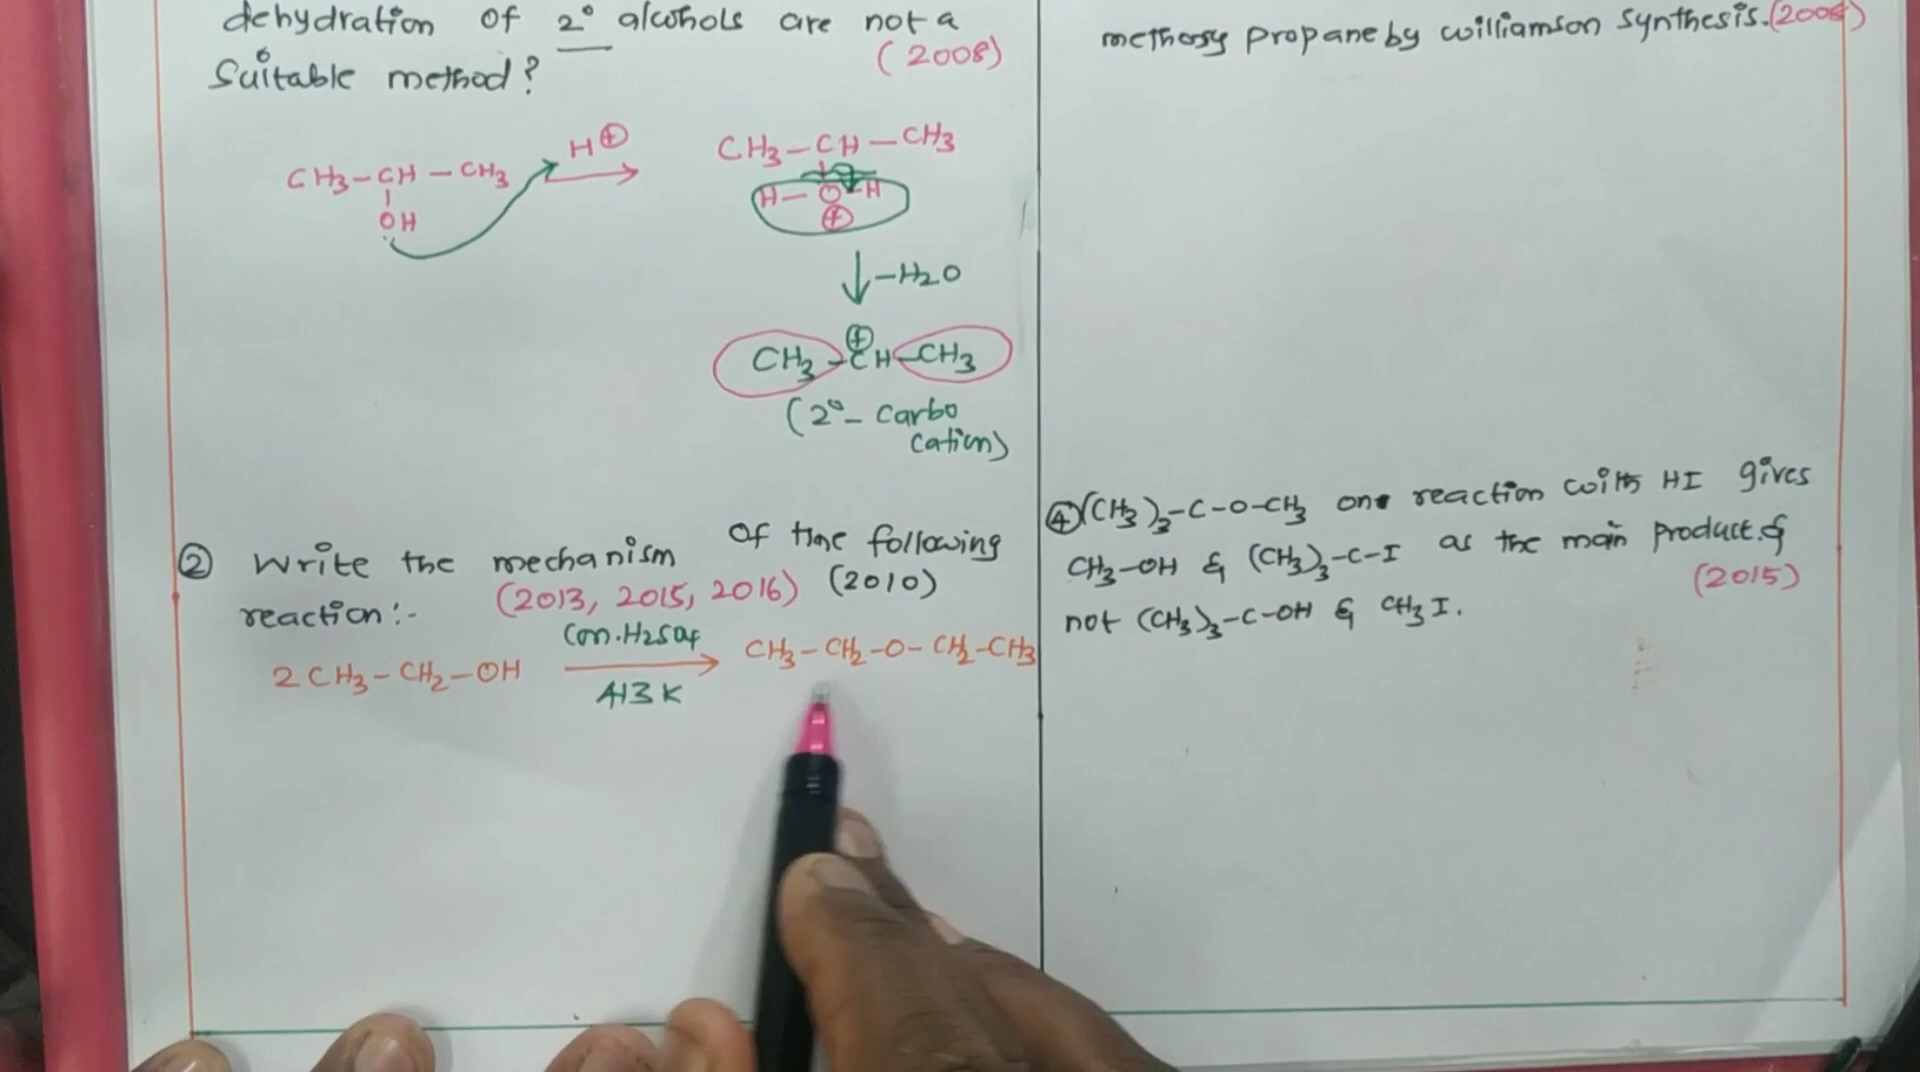 dehydration of 2° alcohols are not a
suitable method? (2008)
CH3-CH-CH3
OH
H⊕
CH3-CH-CH3
H-O-H
⊕
-H2O
CH3-CH-CH3
⊕
(2°- carbo
cation)
② Write the mechanism of the following
reaction:- (2013, 2015, 2016) (2010)
2CH3-CH2-OH
Con.H2SO4
413K
CH3-CH2-O-CH2-CH3
methoxy propane by williamson synthesis.
④ (CH3)3-C-O-CH3 on reaction with HI gives
CH3-OH & (CH3)3-C-I as the main product &
(2015)
not (CH3)3-C-OH & CH3I.